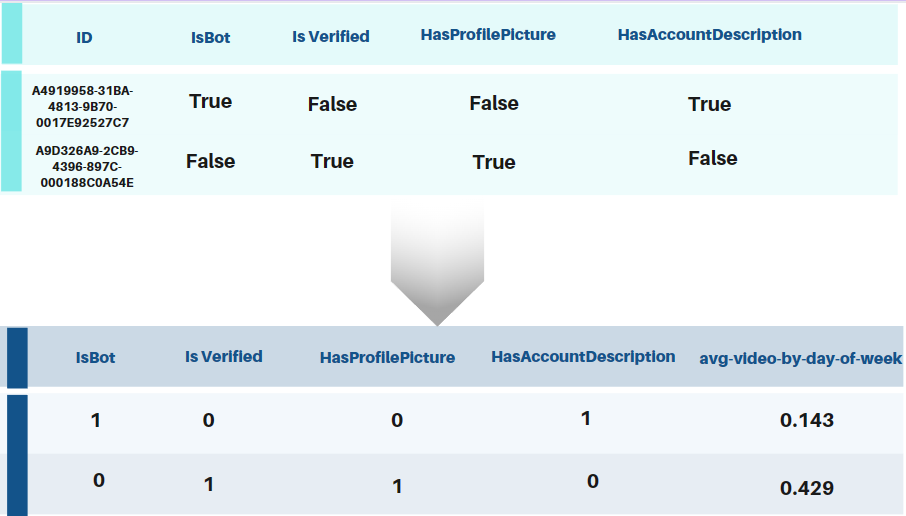 ID IsBot Is Verified HasProfilePicture HasAccountDescription
A4919958-31BA-
4813-9B70-
0017E92527C7
True False False True
A9D326A9-2CB9-
4396-897C-
000188C0A54E
False True True False
IsBot Is Verified HasProfilePicture HasAccountDescription avg-video-by-day-of-week
1 0 0 1 0.143
0 1 1 0 0.429